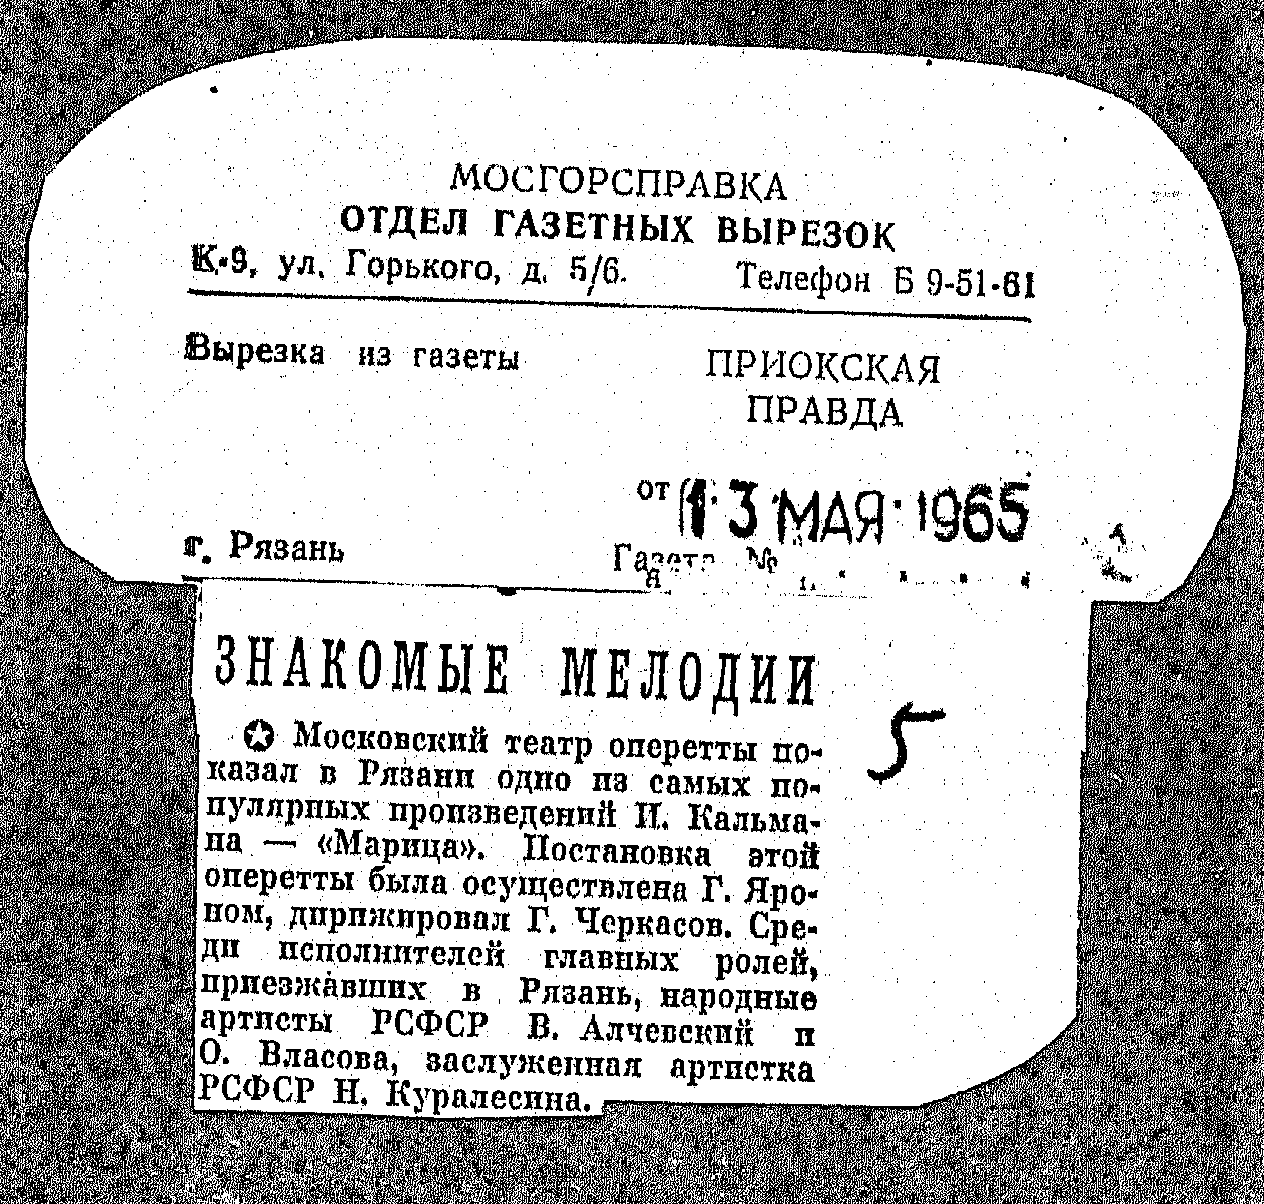 МОСГОРСПРАВКА
ОТДЕЛ ГАЗЕТНЫХ ВЫРЕЗОК
К-9, ул. Горького, д. 5/6. Телефон Б 9-51-61
Вырезка из газеты ПРИОКСКАЯ
ПРАВДА
от 13 МАЯ 1965
г. Рязань Газета №
ЗНАКОМЫЕ МЕЛОДИИ
5
Московский театр оперетты по-
казал в Рязани одно из самых по-
пулярных произведений И. Кальма-
на — «Марица». Постановка этой
оперетты была осуществлена Г. Яро-
ном, дирижировал Г. Черкасов. Сре-
ди исполнителей главных ролей,
приезжавших в Рязань, народные
артисты РСФСР В. Алчевский и
О. Власова, заслуженная артистка
РСФСР Н. Куралесина.